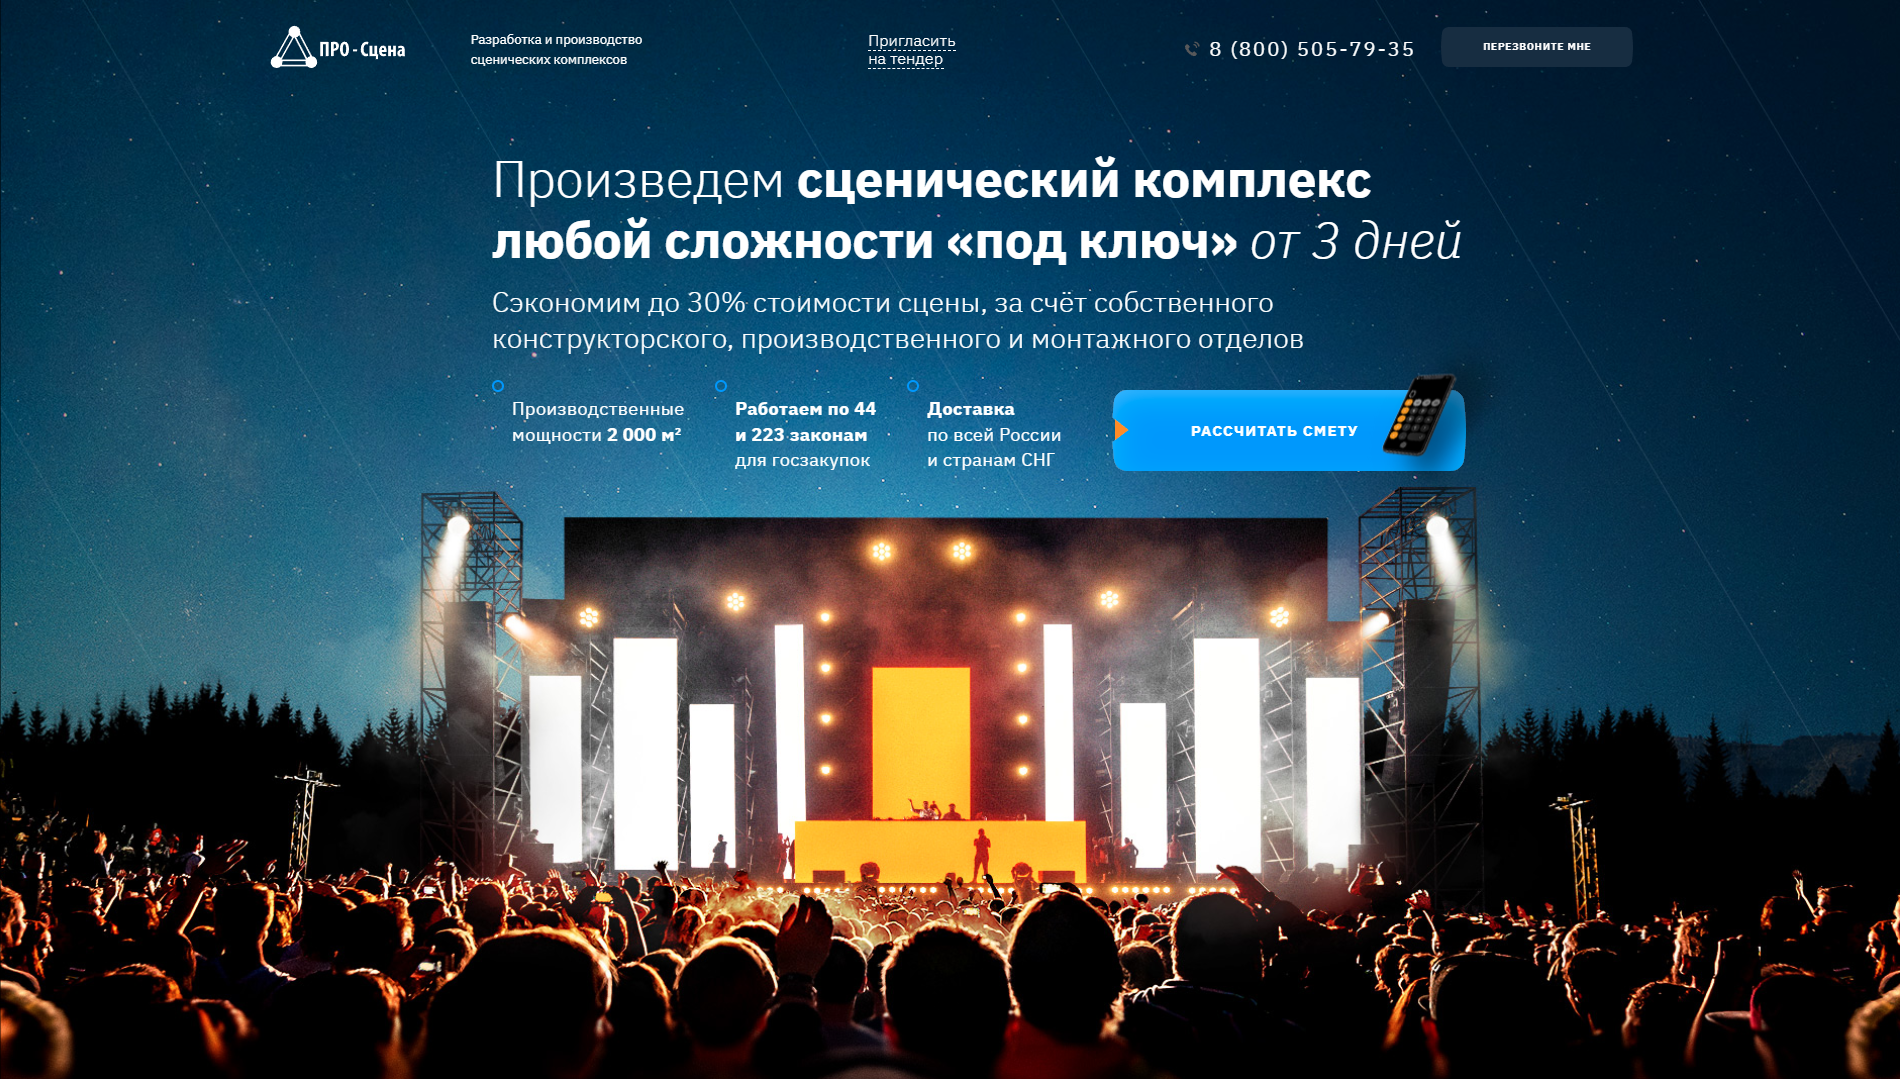 ПРО - Сцена
Разработка и производство
сценических комплексов
Пригласить
на тендер
8 (800) 505-79-35
ПЕРЕЗВОНИТЕ МНЕ
Произведем сценический комплекс
любой сложности «под ключ» от 3 дней
Сэкономим до 30% стоимости сцены, за счёт собственного
конструкторского, производственного и монтажного отделов
Производственные
мощности 2 000 м²
Работаем по 44
и 223 законам
для госзакупок
Доставка
по всей России
и странам СНГ
РАССЧИТАТЬ СМЕТУ